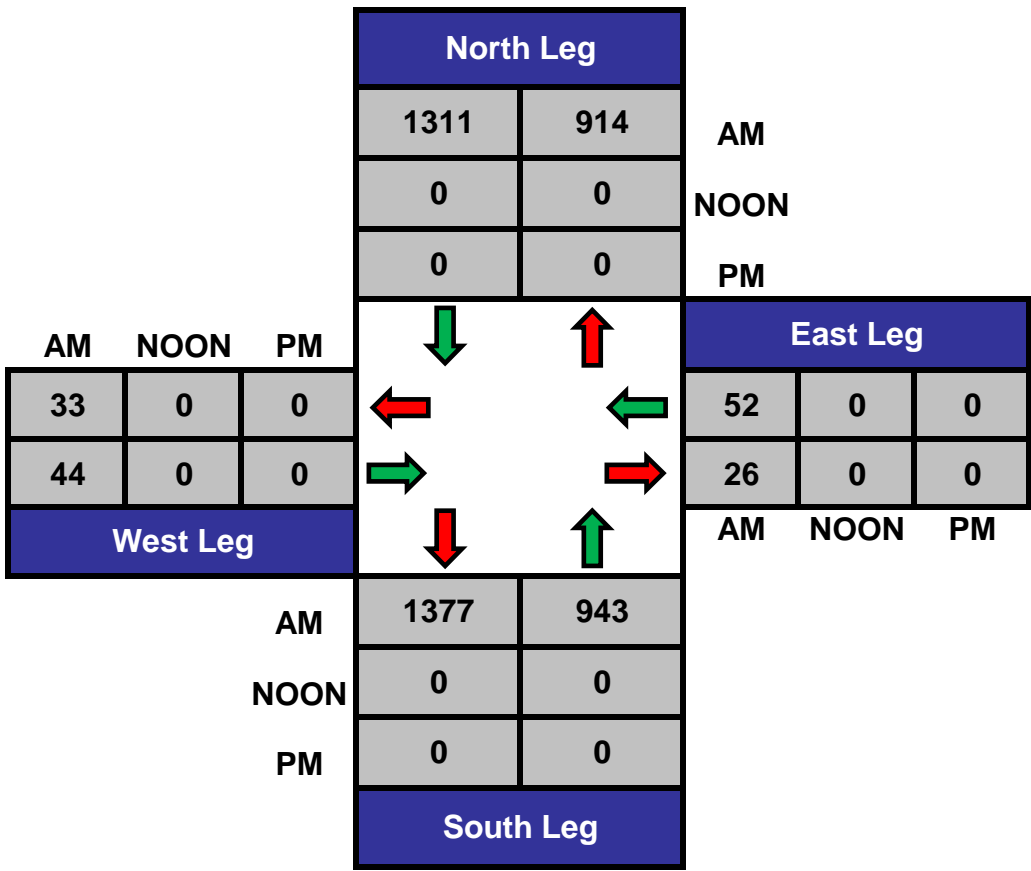 North Leg
1311 914 AM
0 0 NOON
0 0 PM
AM NOON PM
East Leg
33 0 0
52 0 0
44 0 0
26 0 0
West Leg
AM NOON PM
AM 1377 943
NOON 0 0
PM 0 0
South Leg